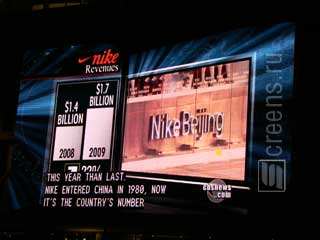 nike
Revenues
$1.7
BILLION
$1.4
BILLION
2008 2009
Nike Beijing
THIS YEAR THAN LAST.
NIKE ENTERED CHINA IN 1980, NOW
IT'S THE COUNTRY'S NUMBER
cbsnews
.com
Screens.ru